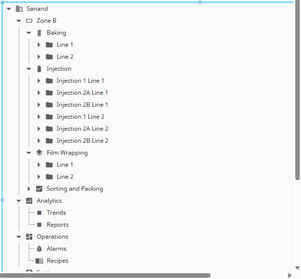 Sanand
Zone B
Baking
Line 1
Line 2
Injection
Injection 1 Line 1
Injection 2A Line 1
Injection 2B Line 1
Injection 1 Line 2
Injection 2A Line 2
Injection 2B Line 2
Film Wrapping
Line 1
Line 2
Sorting and Packing
Analytics
Trends
Reports
Operations
Alarms
Recipes